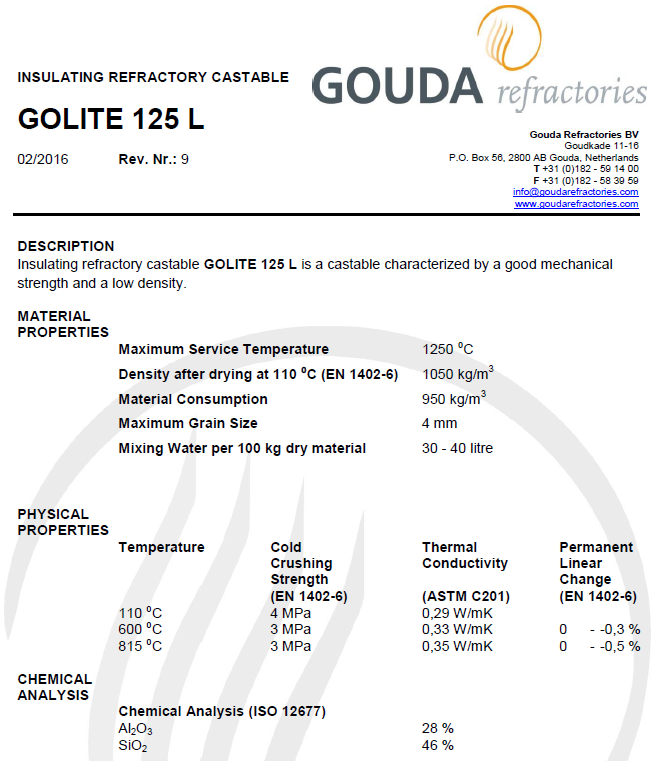 GOUDA refractories
INSULATING REFRACTORY CASTABLE
GOLITE 125 L
02/2016 Rev. Nr.: 9
Gouda Refractories BV
Goudkade 11-16
P.O. Box 56, 2800 AB Gouda, Netherlands
T +31 (0)182 - 59 14 00
F +31 (0)182 - 58 39 59
info@goudarefractories.com
www.goudarefractories.com
DESCRIPTION
Insulating refractory castable GOLITE 125 L is a castable characterized by a good mechanical
strength and a low density.
MATERIAL
PROPERTIES
Maximum Service Temperature 1250 ⁰C
Density after drying at 110 ⁰C (EN 1402-6) 1050 kg/m³
Material Consumption 950 kg/m³
Maximum Grain Size 4 mm
Mixing Water per 100 kg dry material 30 - 40 litre
PHYSICAL
PROPERTIES
Temperature Cold Thermal Permanent
Crushing Conductivity Linear
Strength Change
(EN 1402-6) (ASTM C201) (EN 1402-6)
110 ⁰C 4 MPa 0,29 W/mK
600 ⁰C 3 MPa 0,33 W/mK 0 - -0,3 %
815 ⁰C 3 MPa 0,35 W/mK 0 - -0,5 %
CHEMICAL
ANALYSIS
Chemical Analysis (ISO 12677)
Al₂O₃ 28 %
SiO₂ 46 %